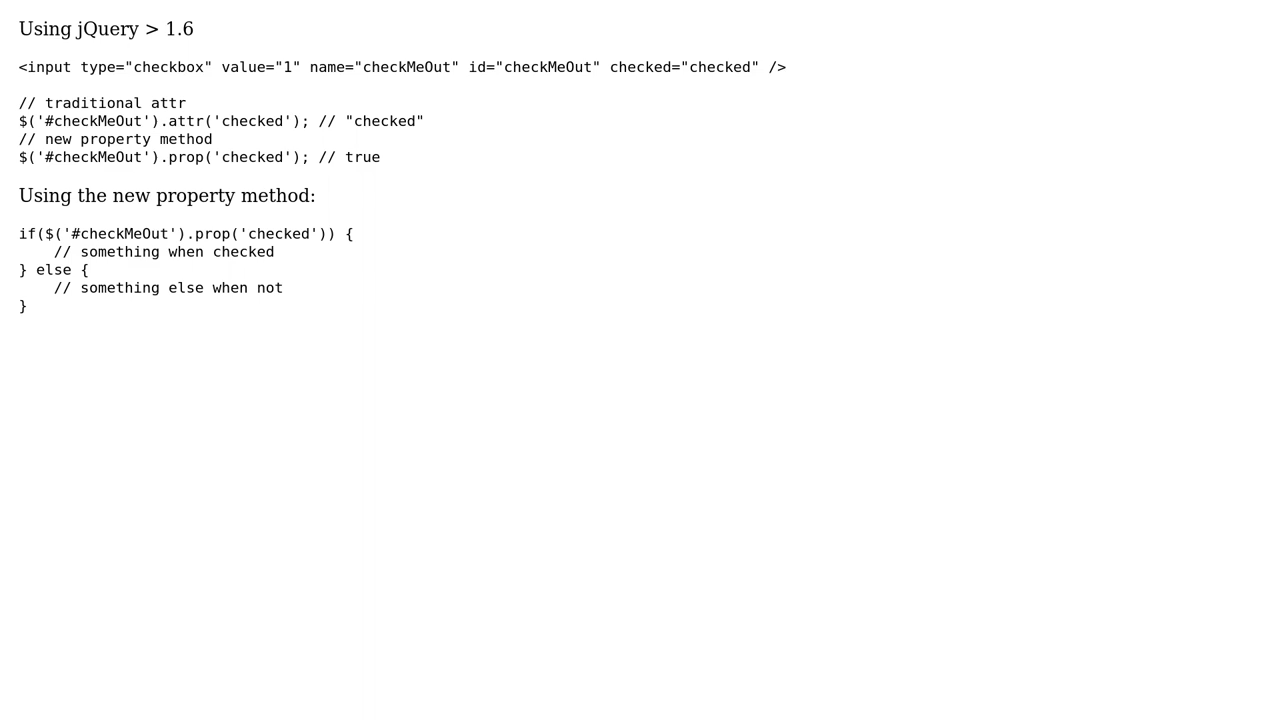 Using jQuery > 1.6
<input type="checkbox" value="1" name="checkMeOut" id="checkMeOut" checked="checked" />
// traditional attr
$('#checkMeOut').attr('checked'); // "checked"
// new property method
$('#checkMeOut').prop('checked'); // true
Using the new property method:
if($('#checkMeOut').prop('checked')) {
    // something when checked
} else {
    // something else when not
}